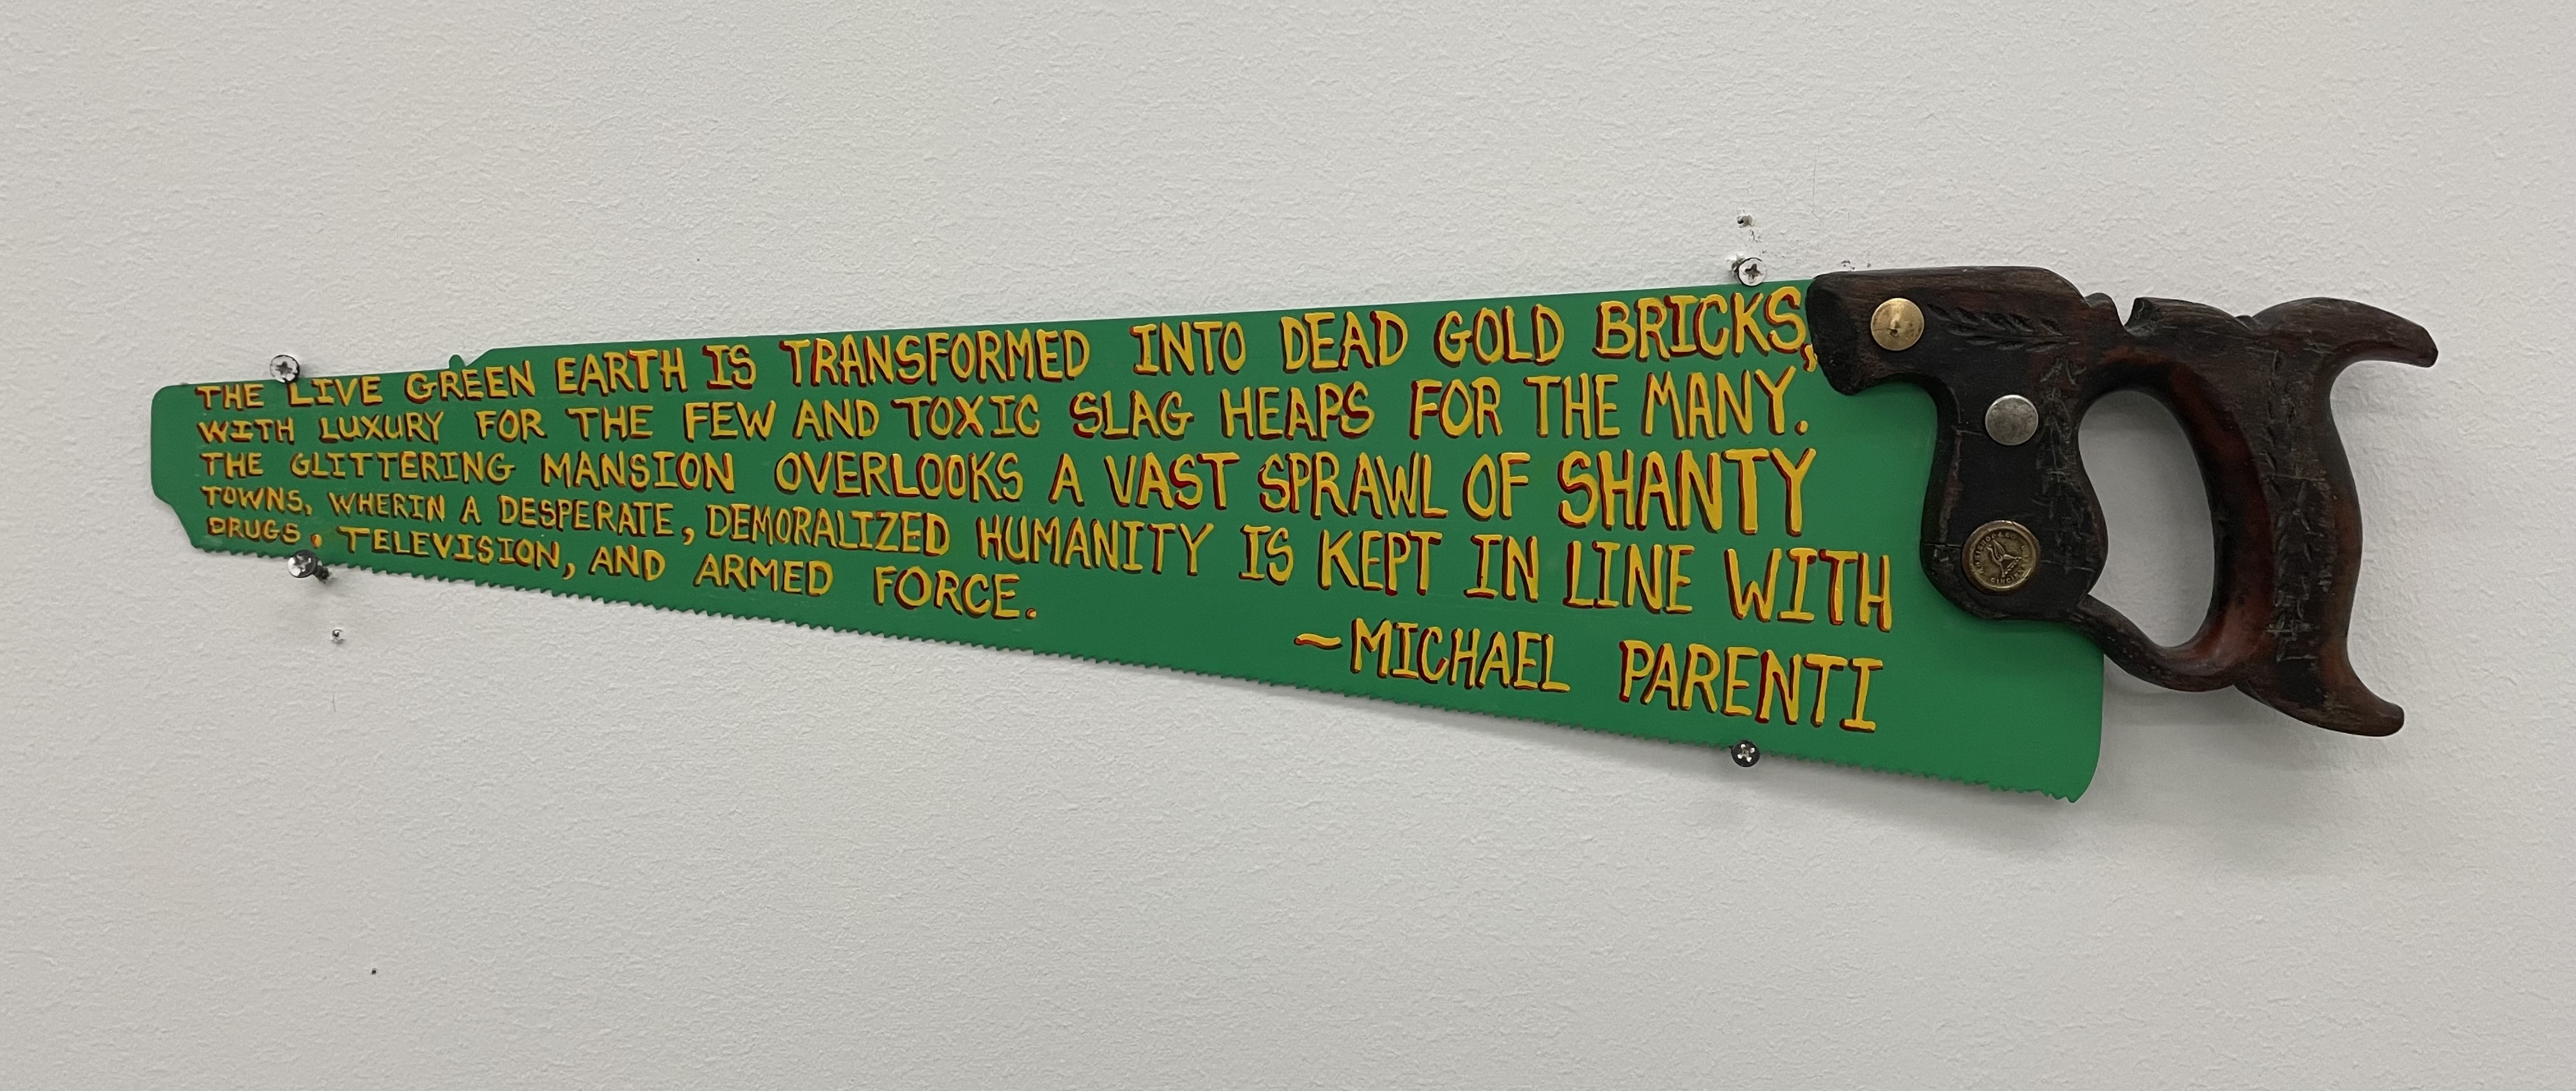 THE LIVE GREEN EARTH IS TRANSFORMED INTO DEAD GOLD BRICKS,
WITH LUXURY FOR THE FEW AND TOXIC SLAG HEAPS FOR THE MANY.
THE GLITTERING MANSION OVERLOOKS A VAST SPRAWL OF SHANTY
TOWNS, WHERIN A DESPERATE, DEMORALIZED HUMANITY IS KEPT IN LINE WITH
DRUGS, TELEVISION, AND ARMED FORCE.
~MICHAEL PARENTI